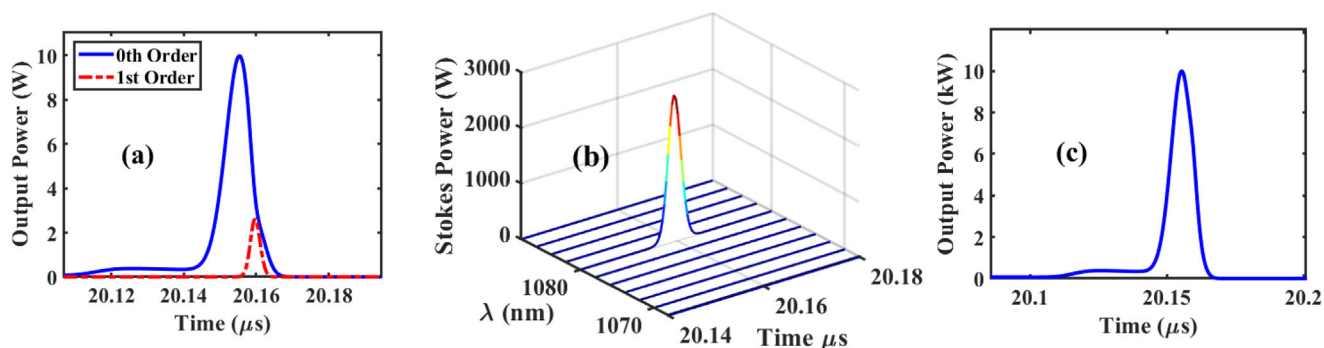 Output Power (W)
10
8
6
4
2
0
0th Order
1st Order
(a)
20.12 20.14 20.16 20.18
Time (μs)
Stokes Power (W)
3000
2000
1000
0
(b)
1080
1070
λ (nm)
20.14
20.16
20.18
Time μs
Output Power (kW)
10
8
6
4
2
0
(c)
20.1 20.15 20.2
Time (μs)